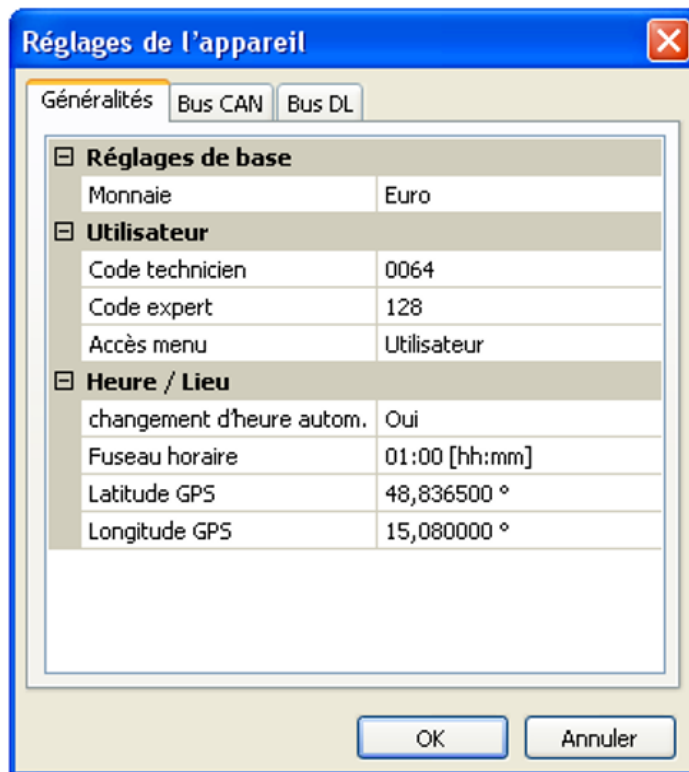 Réglages de l'appareil
Généralités Bus CAN Bus DL
Réglages de base
Monnaie Euro
Utilisateur
Code technicien 0064
Code expert 128
Accès menu Utilisateur
Heure / Lieu
changement d'heure autom. Oui
Fuseau horaire 01:00 [hh:mm]
Latitude GPS 48,836500 °
Longitude GPS 15,080000 °
OK Annuler